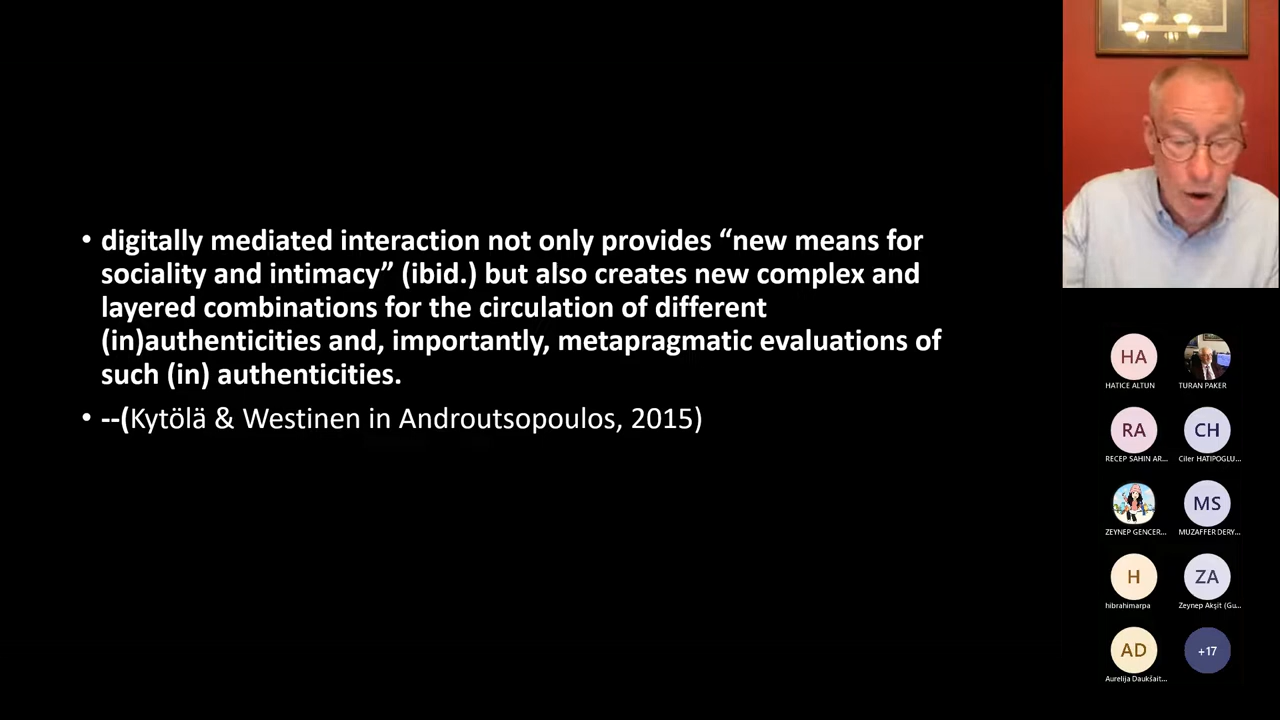 • digitally mediated interaction not only provides “new means for
sociality and intimacy” (ibid.) but also creates new complex and
layered combinations for the circulation of different
(in)authenticities and, importantly, metapragmatic evaluations of
such (in) authenticities.
• --(Kytölä & Westinen in Androutsopoulos, 2015)
HA
HATICE ALTUN
TURAN PAKER
RA
CH
RECEP SAHIN AR...
Ciler HATIPOGLU...
MS
ZEYNEP GENCER...
MUZAFFER DERY...
H
ZA
hibrahimarpa
Zeynep Akşit (Gu...
AD
+17
Aurelija Daukšait...